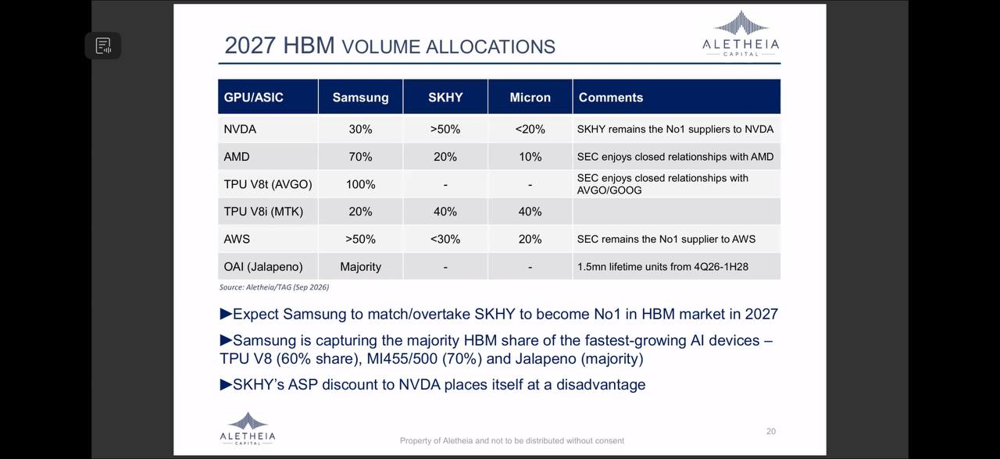 2027 HBM VOLUME ALLOCATIONS
ALETHEIA
CAPITAL
GPU/ASIC Samsung SKHY Micron Comments
NVDA 30% >50% <20% SKHY remains the No1 suppliers to NVDA
AMD 70% 20% 10% SEC enjoys closed relationships with AMD
TPU V8t (AVGO) 100% - - SEC enjoys closed relationships with
AVGO/GOOG
TPU V8i (MTK) 20% 40% 40%
AWS >50% <30% 20% SEC remains the No1 supplier to AWS
OAI (Jalapeno) Majority - - 1.5mn lifetime units from 4Q26-1H28
Source: Aletheia/TAG (Sep 2026)
►Expect Samsung to match/overtake SKHY to become No1 in HBM market in 2027
►Samsung is capturing the majority HBM share of the fastest-growing AI devices –
TPU V8 (60% share), MI455/500 (70%) and Jalapeno (majority)
►SKHY’s ASP discount to NVDA places itself at a disadvantage
ALETHEIA
CAPITAL
Property of Aletheia and not to be distributed without consent
20